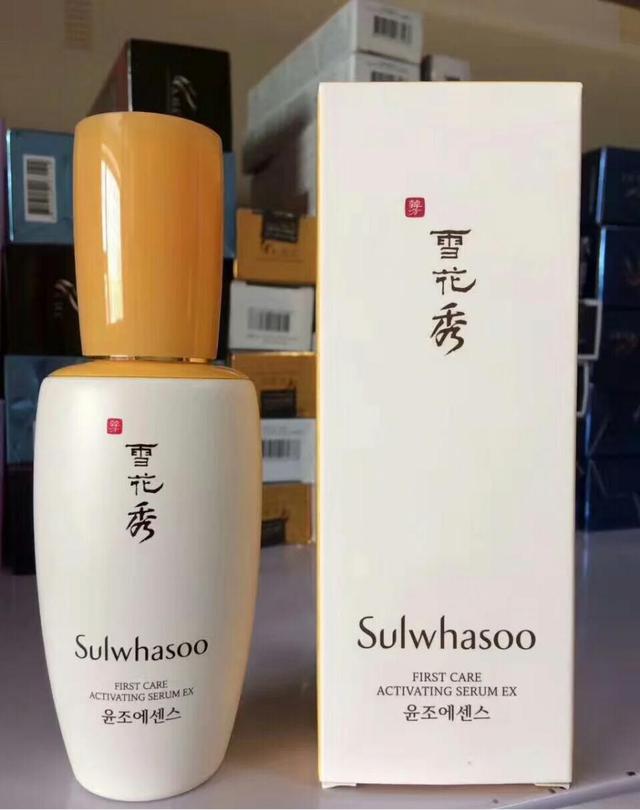 雪花秀
Sulwhasoo
FIRST CARE
ACTIVATING SERUM EX
윤조에센스
雪花秀
Sulwhasoo
FIRST CARE
ACTIVATING SERUM EX
윤조에센스